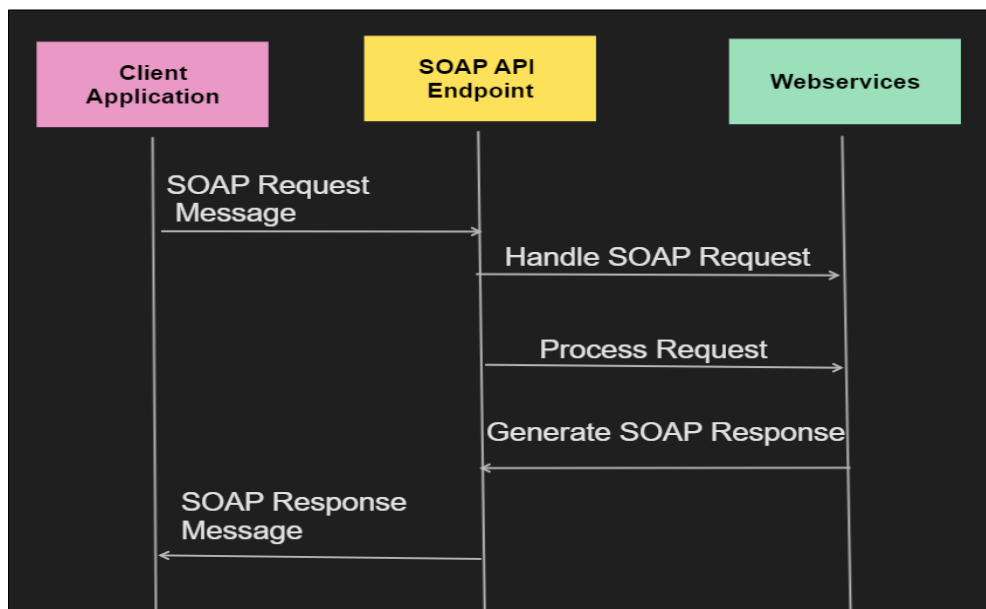 Client
Application
SOAP API
Endpoint
Webservices
SOAP Request
Message
Handle SOAP Request
Process Request
Generate SOAP Response
SOAP Response
Message